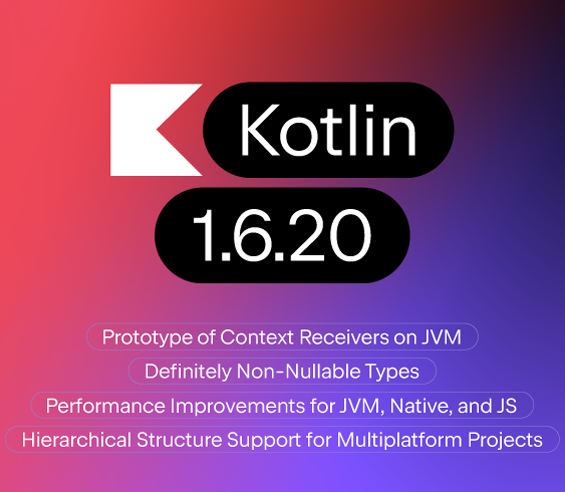 Kotlin
1.6.20
Prototype of Context Receivers on JVM
Definitely Non-Nullable Types
Performance Improvements for JVM, Native, and JS
Hierarchical Structure Support for Multiplatform Projects